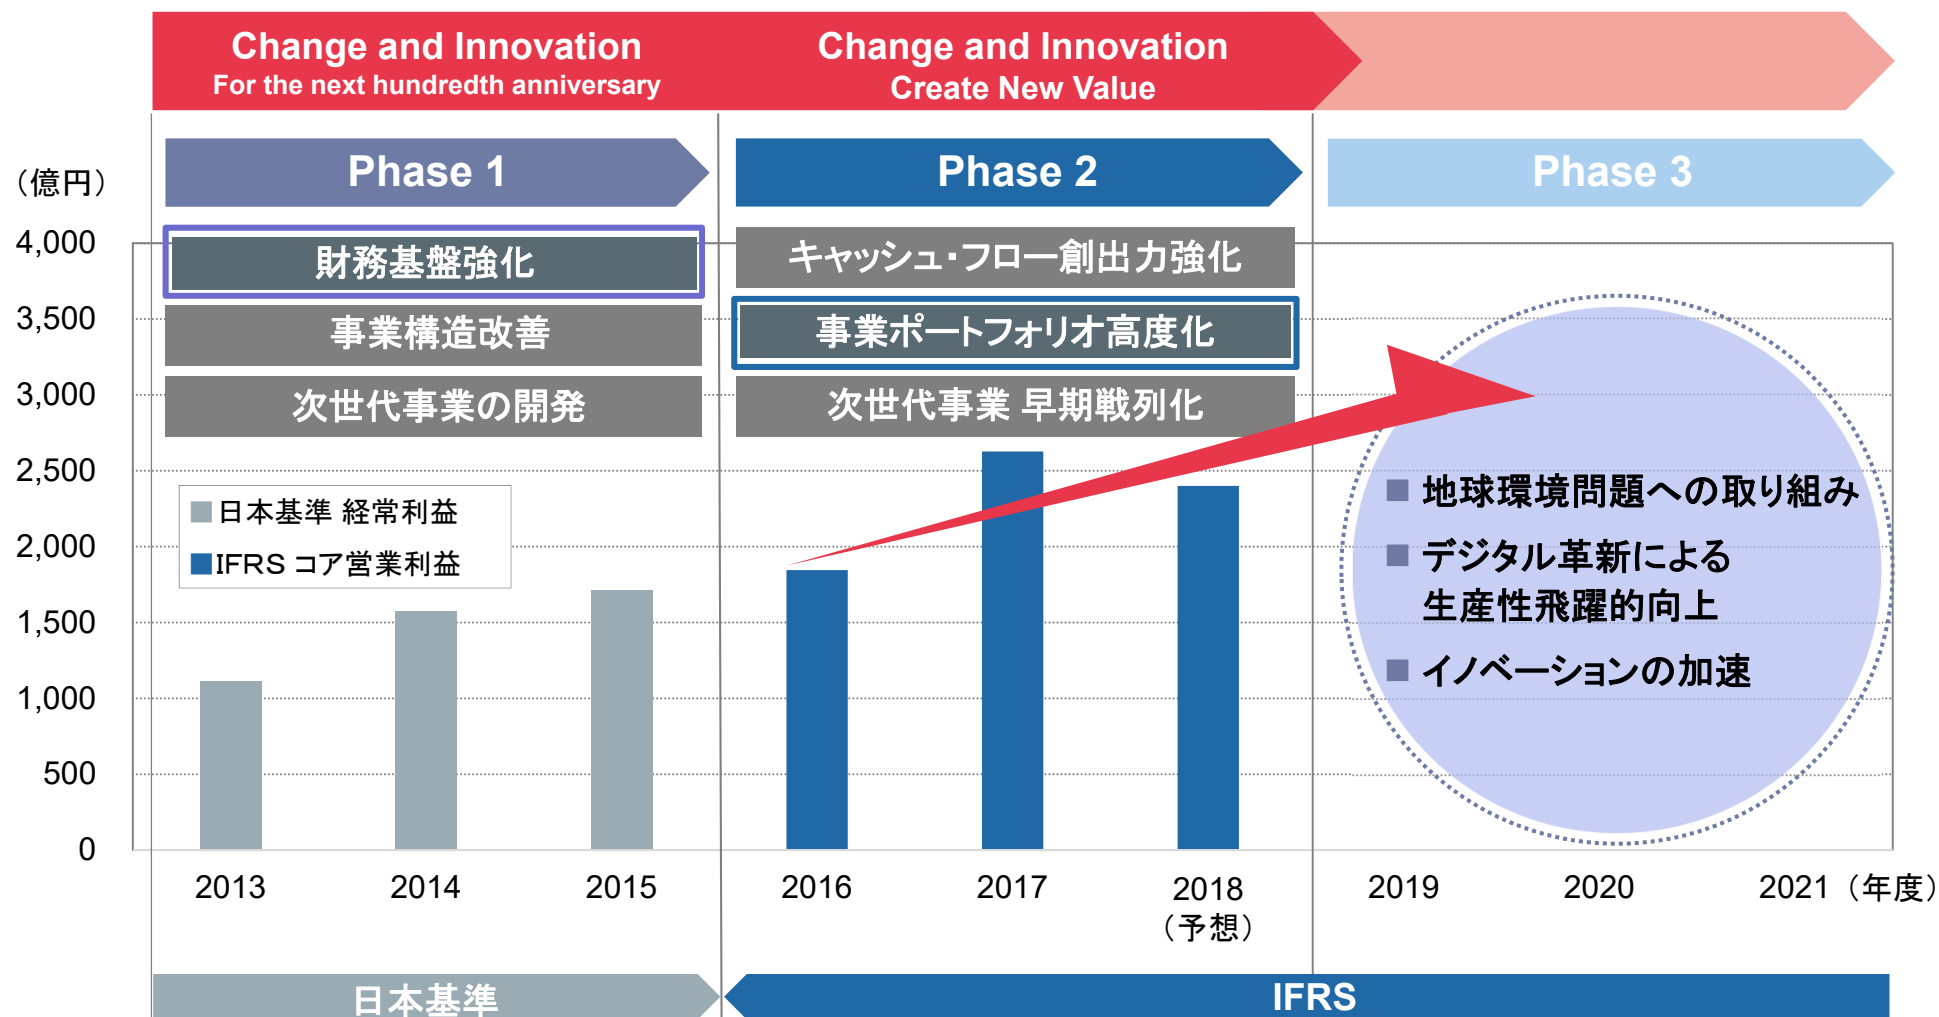 Change and Innovation
For the next hundredth anniversary
Change and Innovation
Create New Value
Phase 1
Phase 2
Phase 3
（億円）
財務基盤強化
事業構造改善
次世代事業の開発
キャッシュ・フロー創出力強化
事業ポートフォリオ高度化
次世代事業 早期戦列化
4,000
3,500
3,000
2,500
2,000
1,500
1,000
500
0
日本基準 経常利益
IFRS コア営業利益
地球環境問題への取り組み
デジタル革新による
生産性飛躍的向上
イノベーションの加速
2013
2014
2015
2016
2017
2018
（予想）
2019
2020
2021
（年度）
日本基準
IFRS